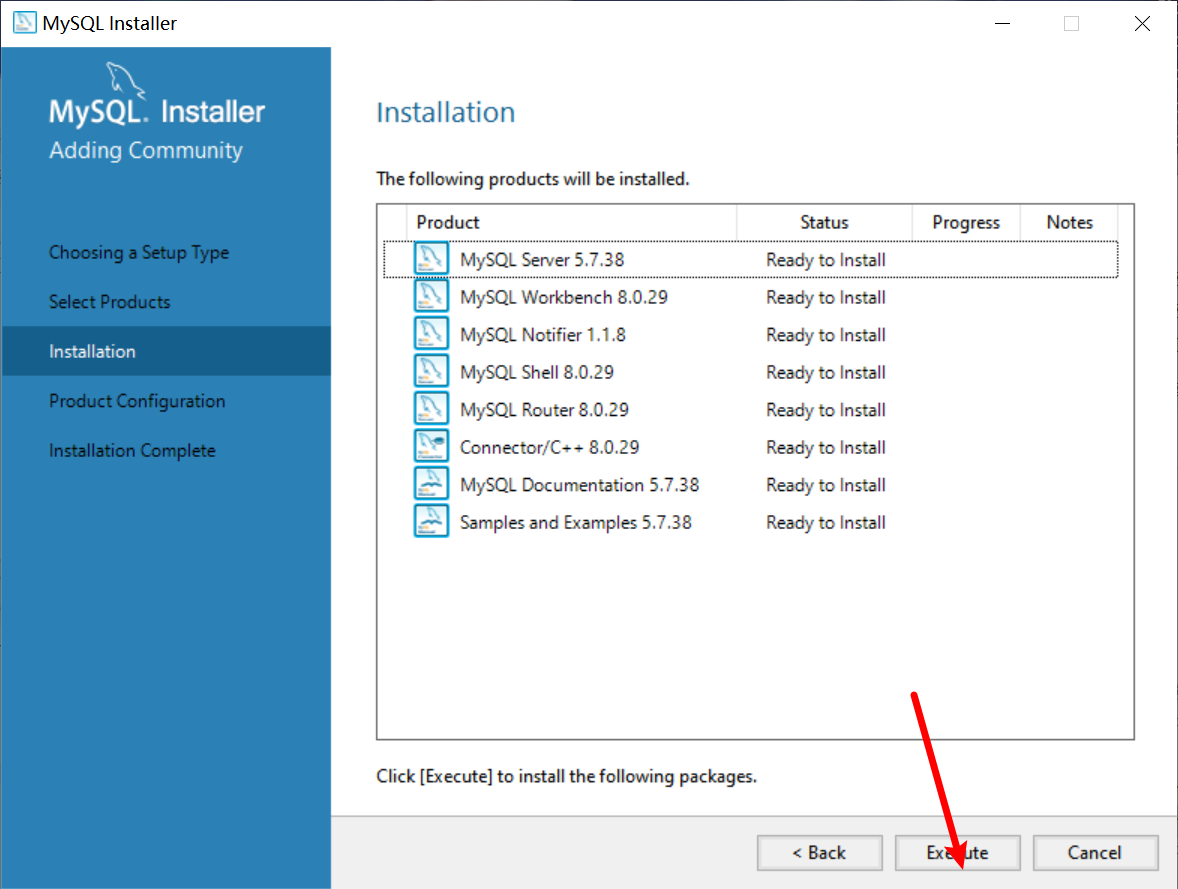 MySQL Installer
MySQL. Installer
Adding Community
Choosing a Setup Type
Select Products
Installation
Product Configuration
Installation Complete
Installation
The following products will be installed.
Product Status Progress Notes
MySQL Server 5.7.38 Ready to Install
MySQL Workbench 8.0.29 Ready to Install
MySQL Notifier 1.1.8 Ready to Install
MySQL Shell 8.0.29 Ready to Install
MySQL Router 8.0.29 Ready to Install
Connector/C++ 8.0.29 Ready to Install
MySQL Documentation 5.7.38 Ready to Install
Samples and Examples 5.7.38 Ready to Install
Click [Execute] to install the following packages.
< Back Execute Cancel